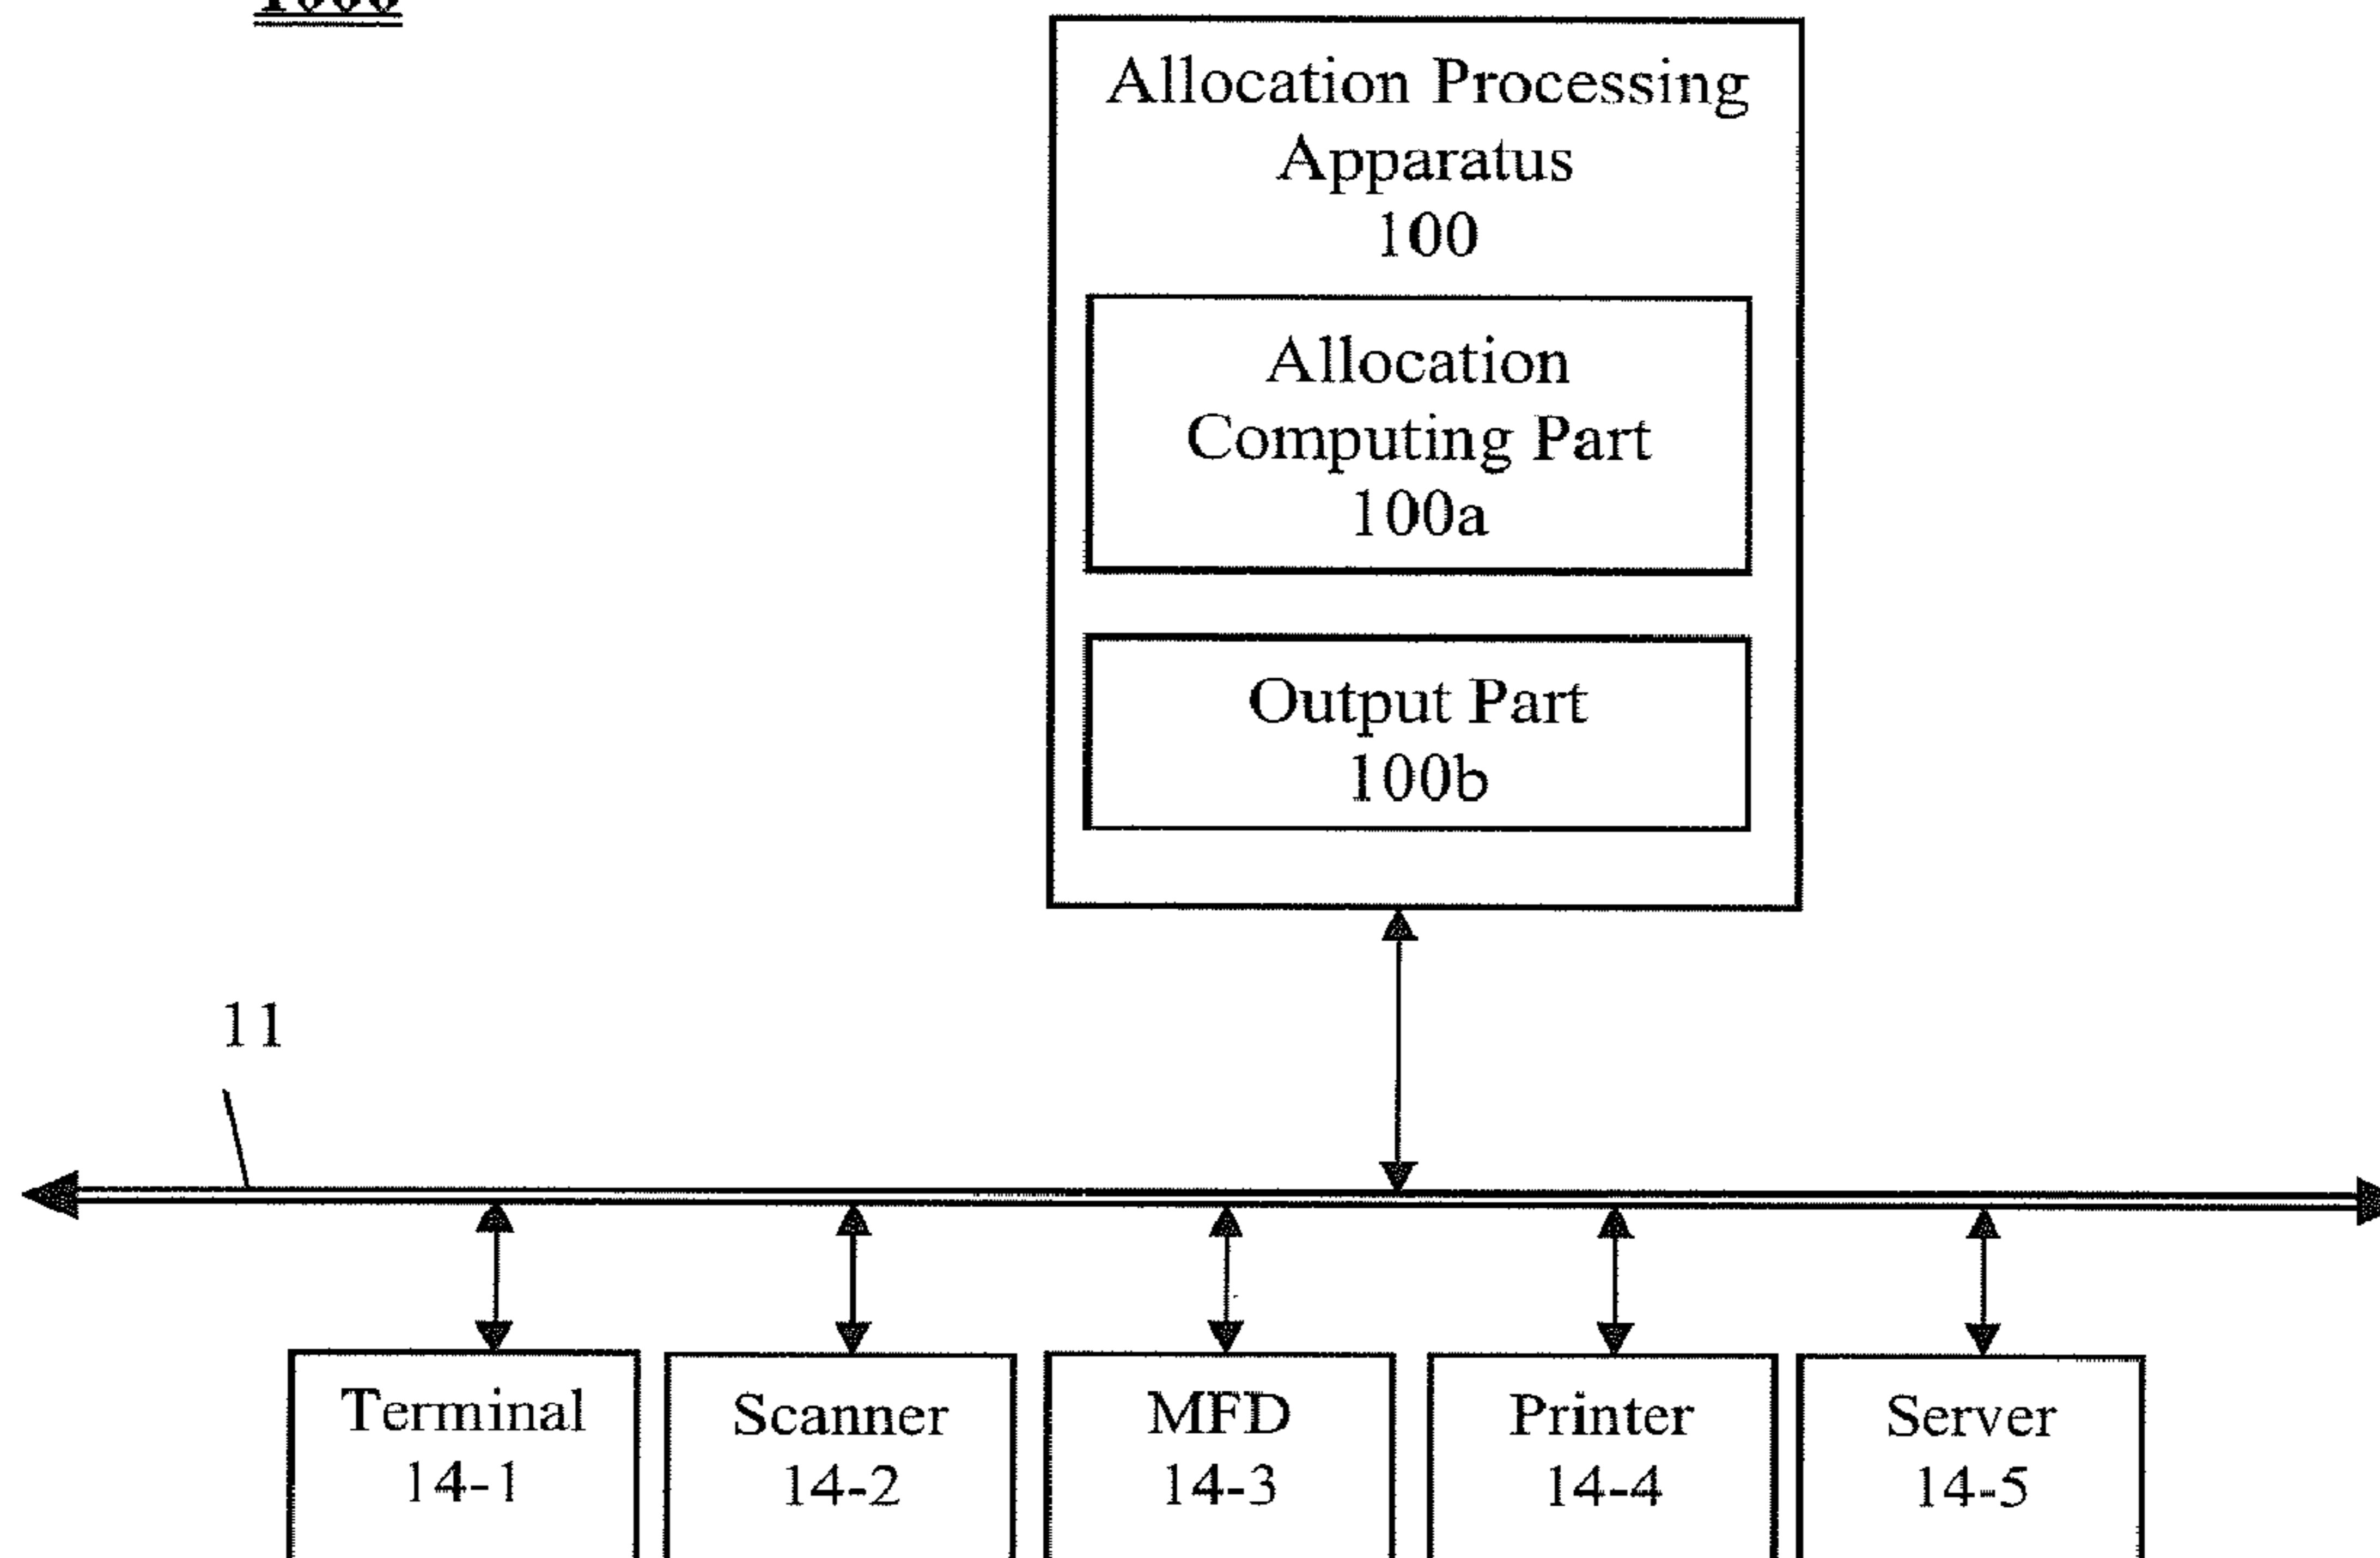 Allocation Processing
Apparatus
100
Allocation
Computing Part
100a
Output Part
100b
11
Terminal
14-1
Scanner
14-2
MFD
14-3
Printer
14-4
Server
14-5